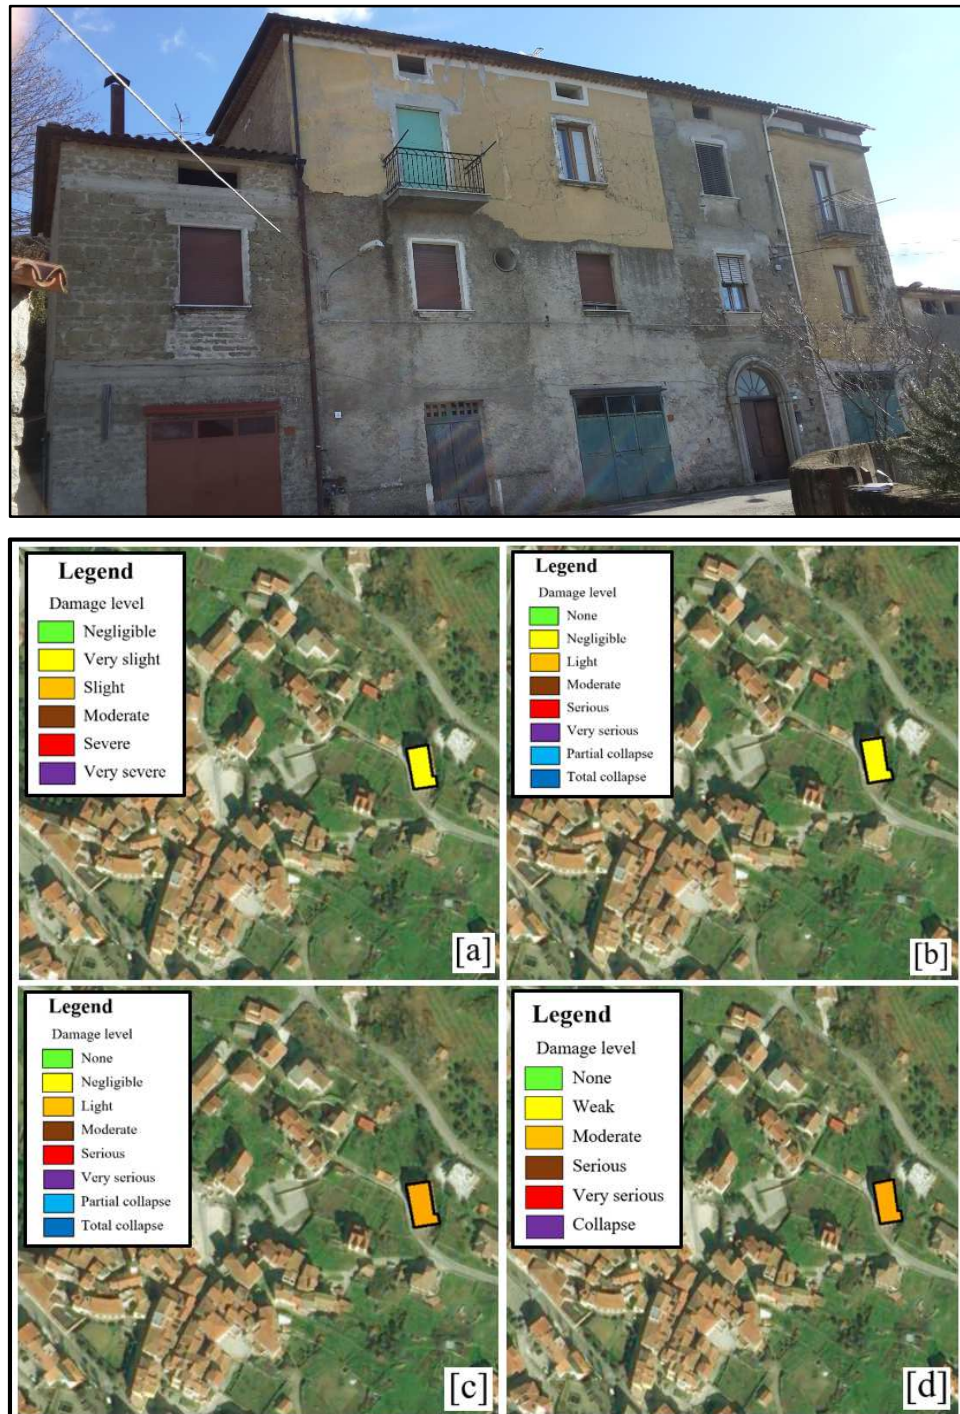 Legend
Damage level
Negligible
Very slight
Slight
Moderate
Severe
Very severe
[a]
Legend
Damage level
None
Negligible
Light
Moderate
Serious
Very serious
Partial collapse
Total collapse
[b]
Legend
Damage level
None
Negligible
Light
Moderate
Serious
Very serious
Partial collapse
Total collapse
[c]
Legend
Damage level
None
Weak
Moderate
Serious
Very serious
Collapse
[d]